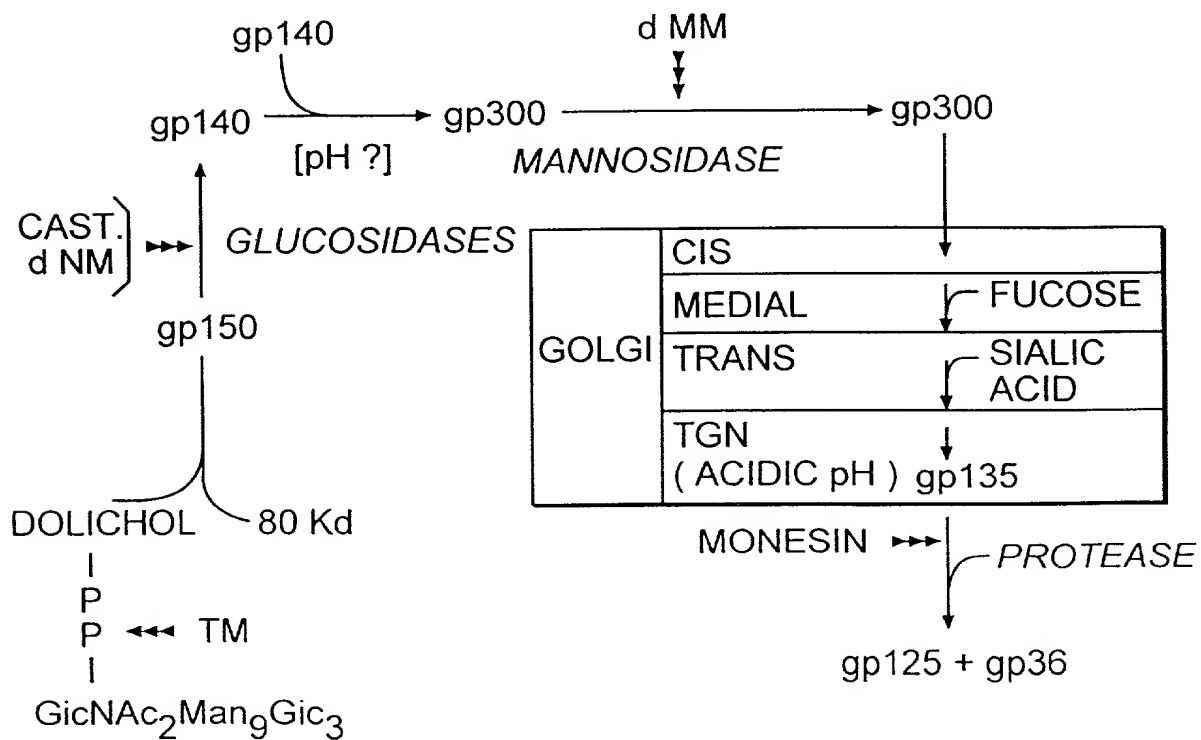 gp140
d MM
gp140
gp300
gp300
[pH ?]
MANNOSIDASE
CAST.
d NM
GLUCOSIDASES
gp150
GOLGI
CIS
MEDIAL
FUCOSE
TRANS
SIALIC
ACID
TGN
( ACIDIC pH ) gp135
DOLICHOL
80 Kd
MONESIN
PROTEASE
P
P
TM
gp125 + gp36
GicNAc₂Man₉Gic₃